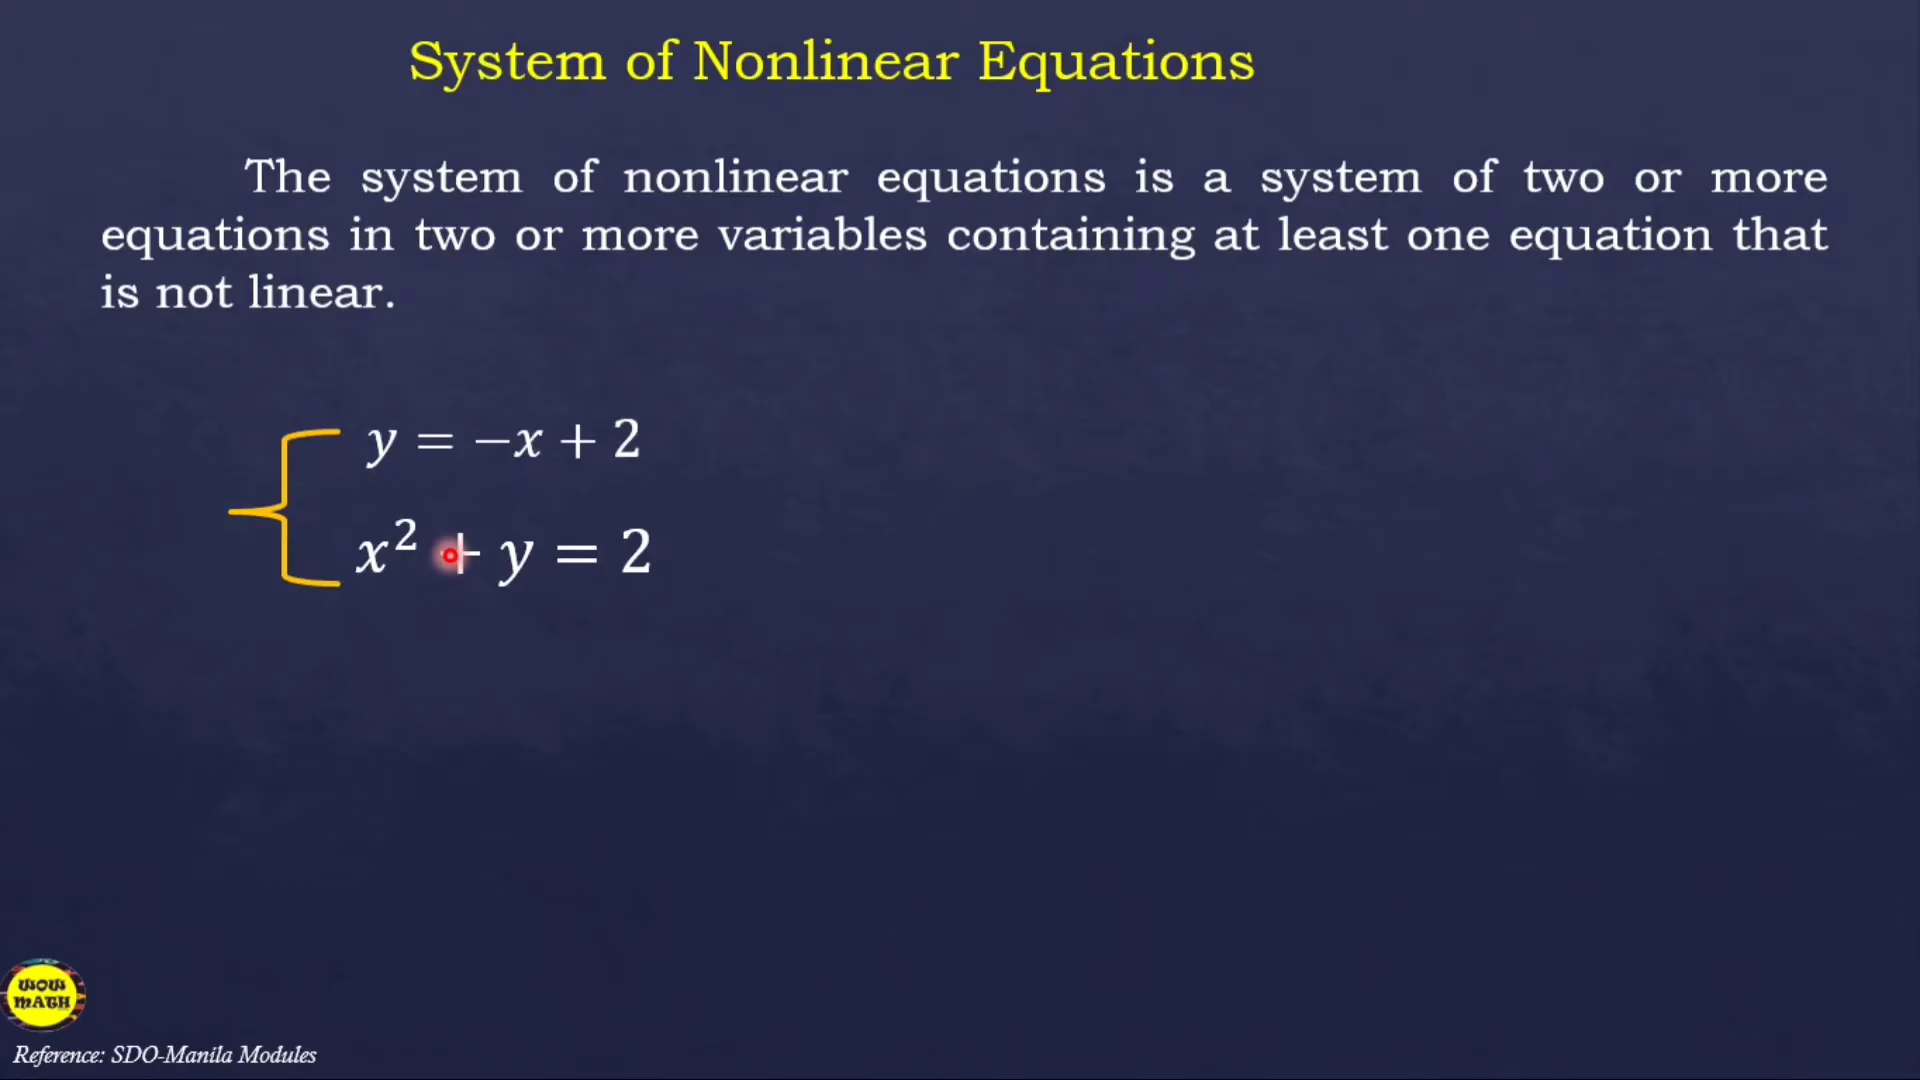 System of Nonlinear Equations
The system of nonlinear equations is a system of two or more
equations in two or more variables containing at least one equation that
is not linear.
y = −x + 2
x² + y = 2
WOW
MATH
Reference: SDO-Manila Modules